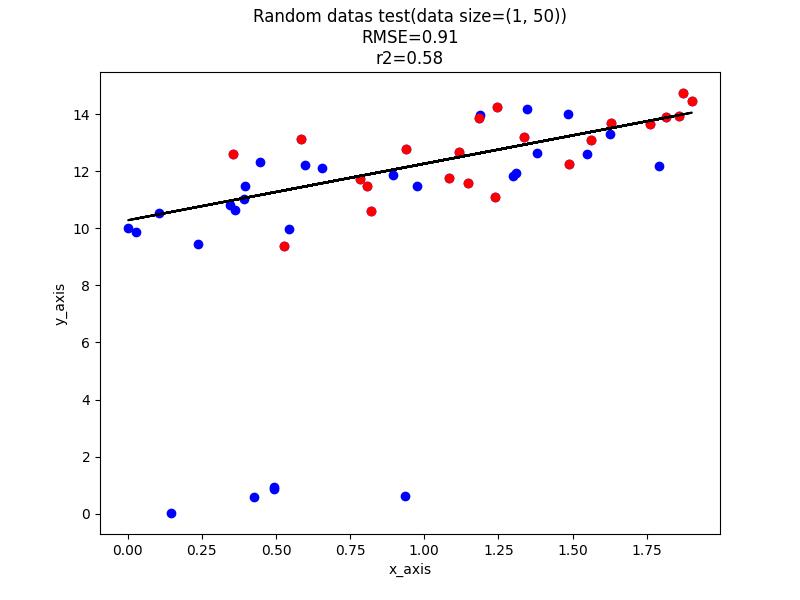 Random datas test(data size=(1, 50))
RMSE=0.91
r2=0.58
14
12
10
8
6
4
2
0
y_axis
0.00 0.25 0.50 0.75 1.00 1.25 1.50 1.75
x_axis